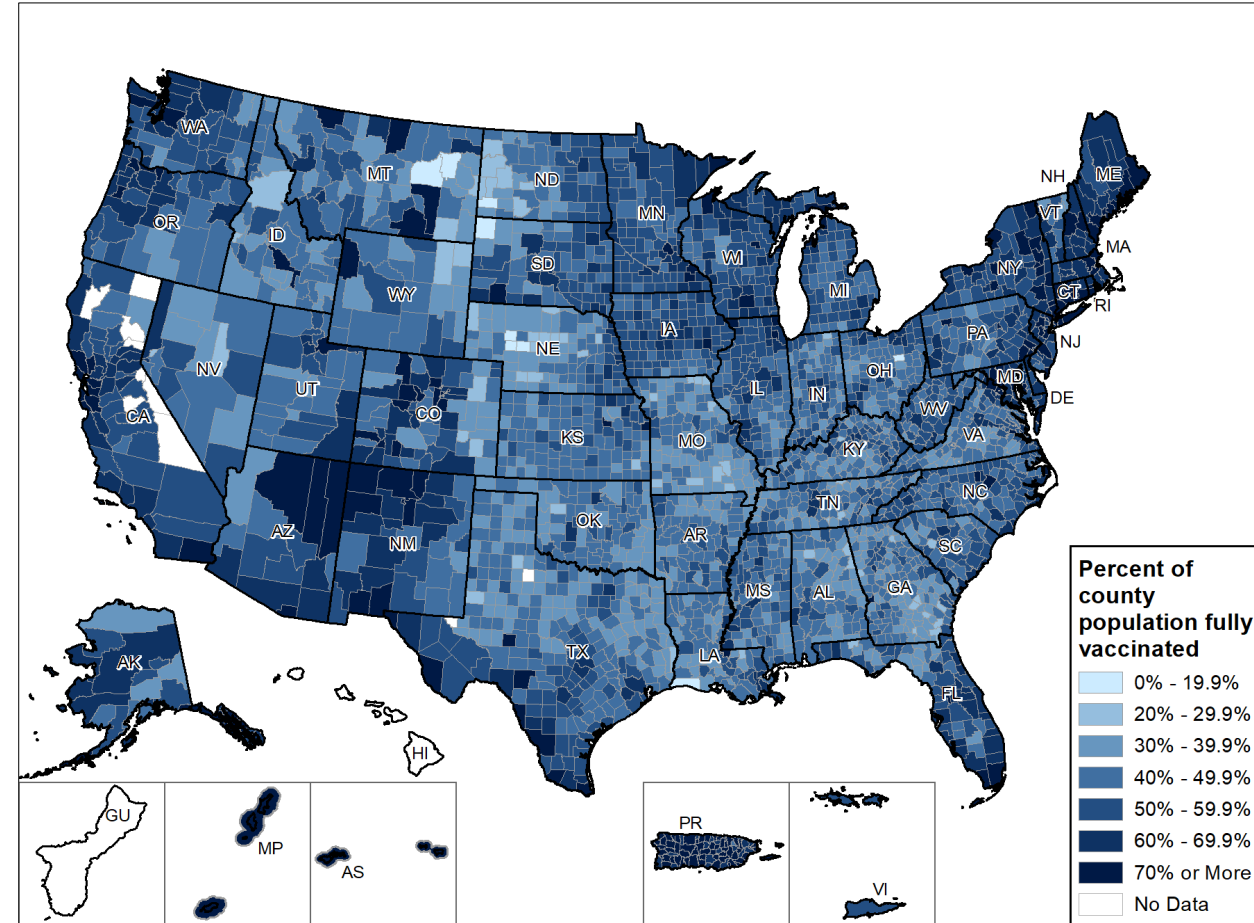 WA
MT
ND
MN
OR
ID
SD
WI
WY
MI
NH
ME
VT
NY
MA
CT
RI
IA
NE
PA
NJ
NV
UT
CO
IL
IN
OH
MD
DE
CA
KS
MO
WV
KY
VA
AZ
NM
OK
AR
TN
NC
SC
MS
AL
GA
TX
LA
FL
AK
HI
GU
MP
AS
PR
VI
Percent of
county
population fully
vaccinated
0% - 19.9%
20% - 29.9%
30% - 39.9%
40% - 49.9%
50% - 59.9%
60% - 69.9%
70% or More
No Data